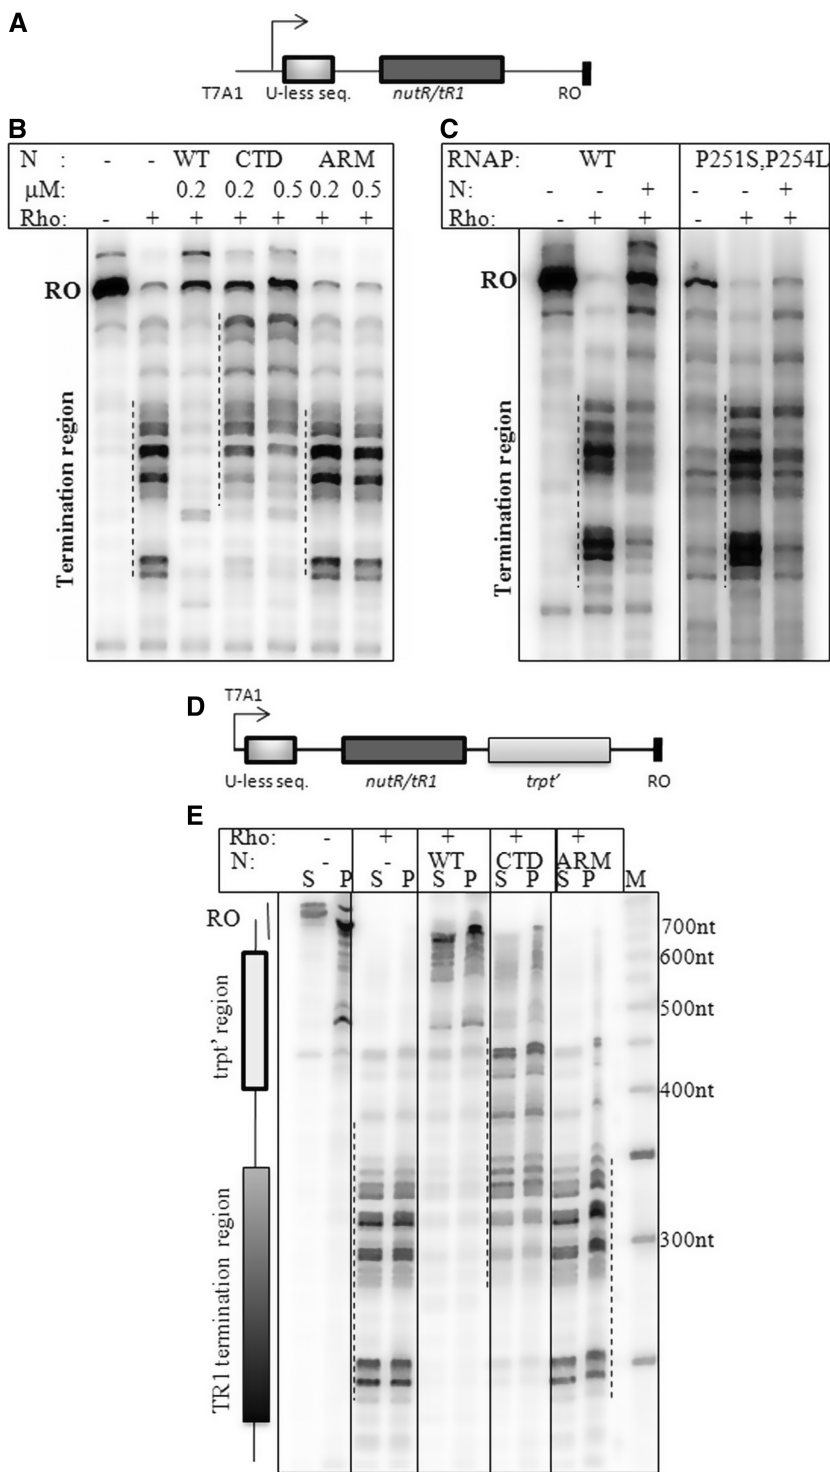 A
T7A1 U-less seq. nutR/tR1 RO
B
N : - - WT CTD ARM
µM: 0.2 0.2 0.5 0.2 0.5
Rho: - + + + + + +
RO
Termination region
C
RNAP: WT P251S,P254L
N: - - + - - +
Rho: - + + - + +
RO
Termination region
D
T7A1
U-less seq. nutR/tR1 trpt' RO
E
Rho: - + + + +
N: - - WT CTD ARM
S P S P S P S P S P M
RO
trpt' region
TR1 termination region
700nt
600nt
500nt
400nt
300nt